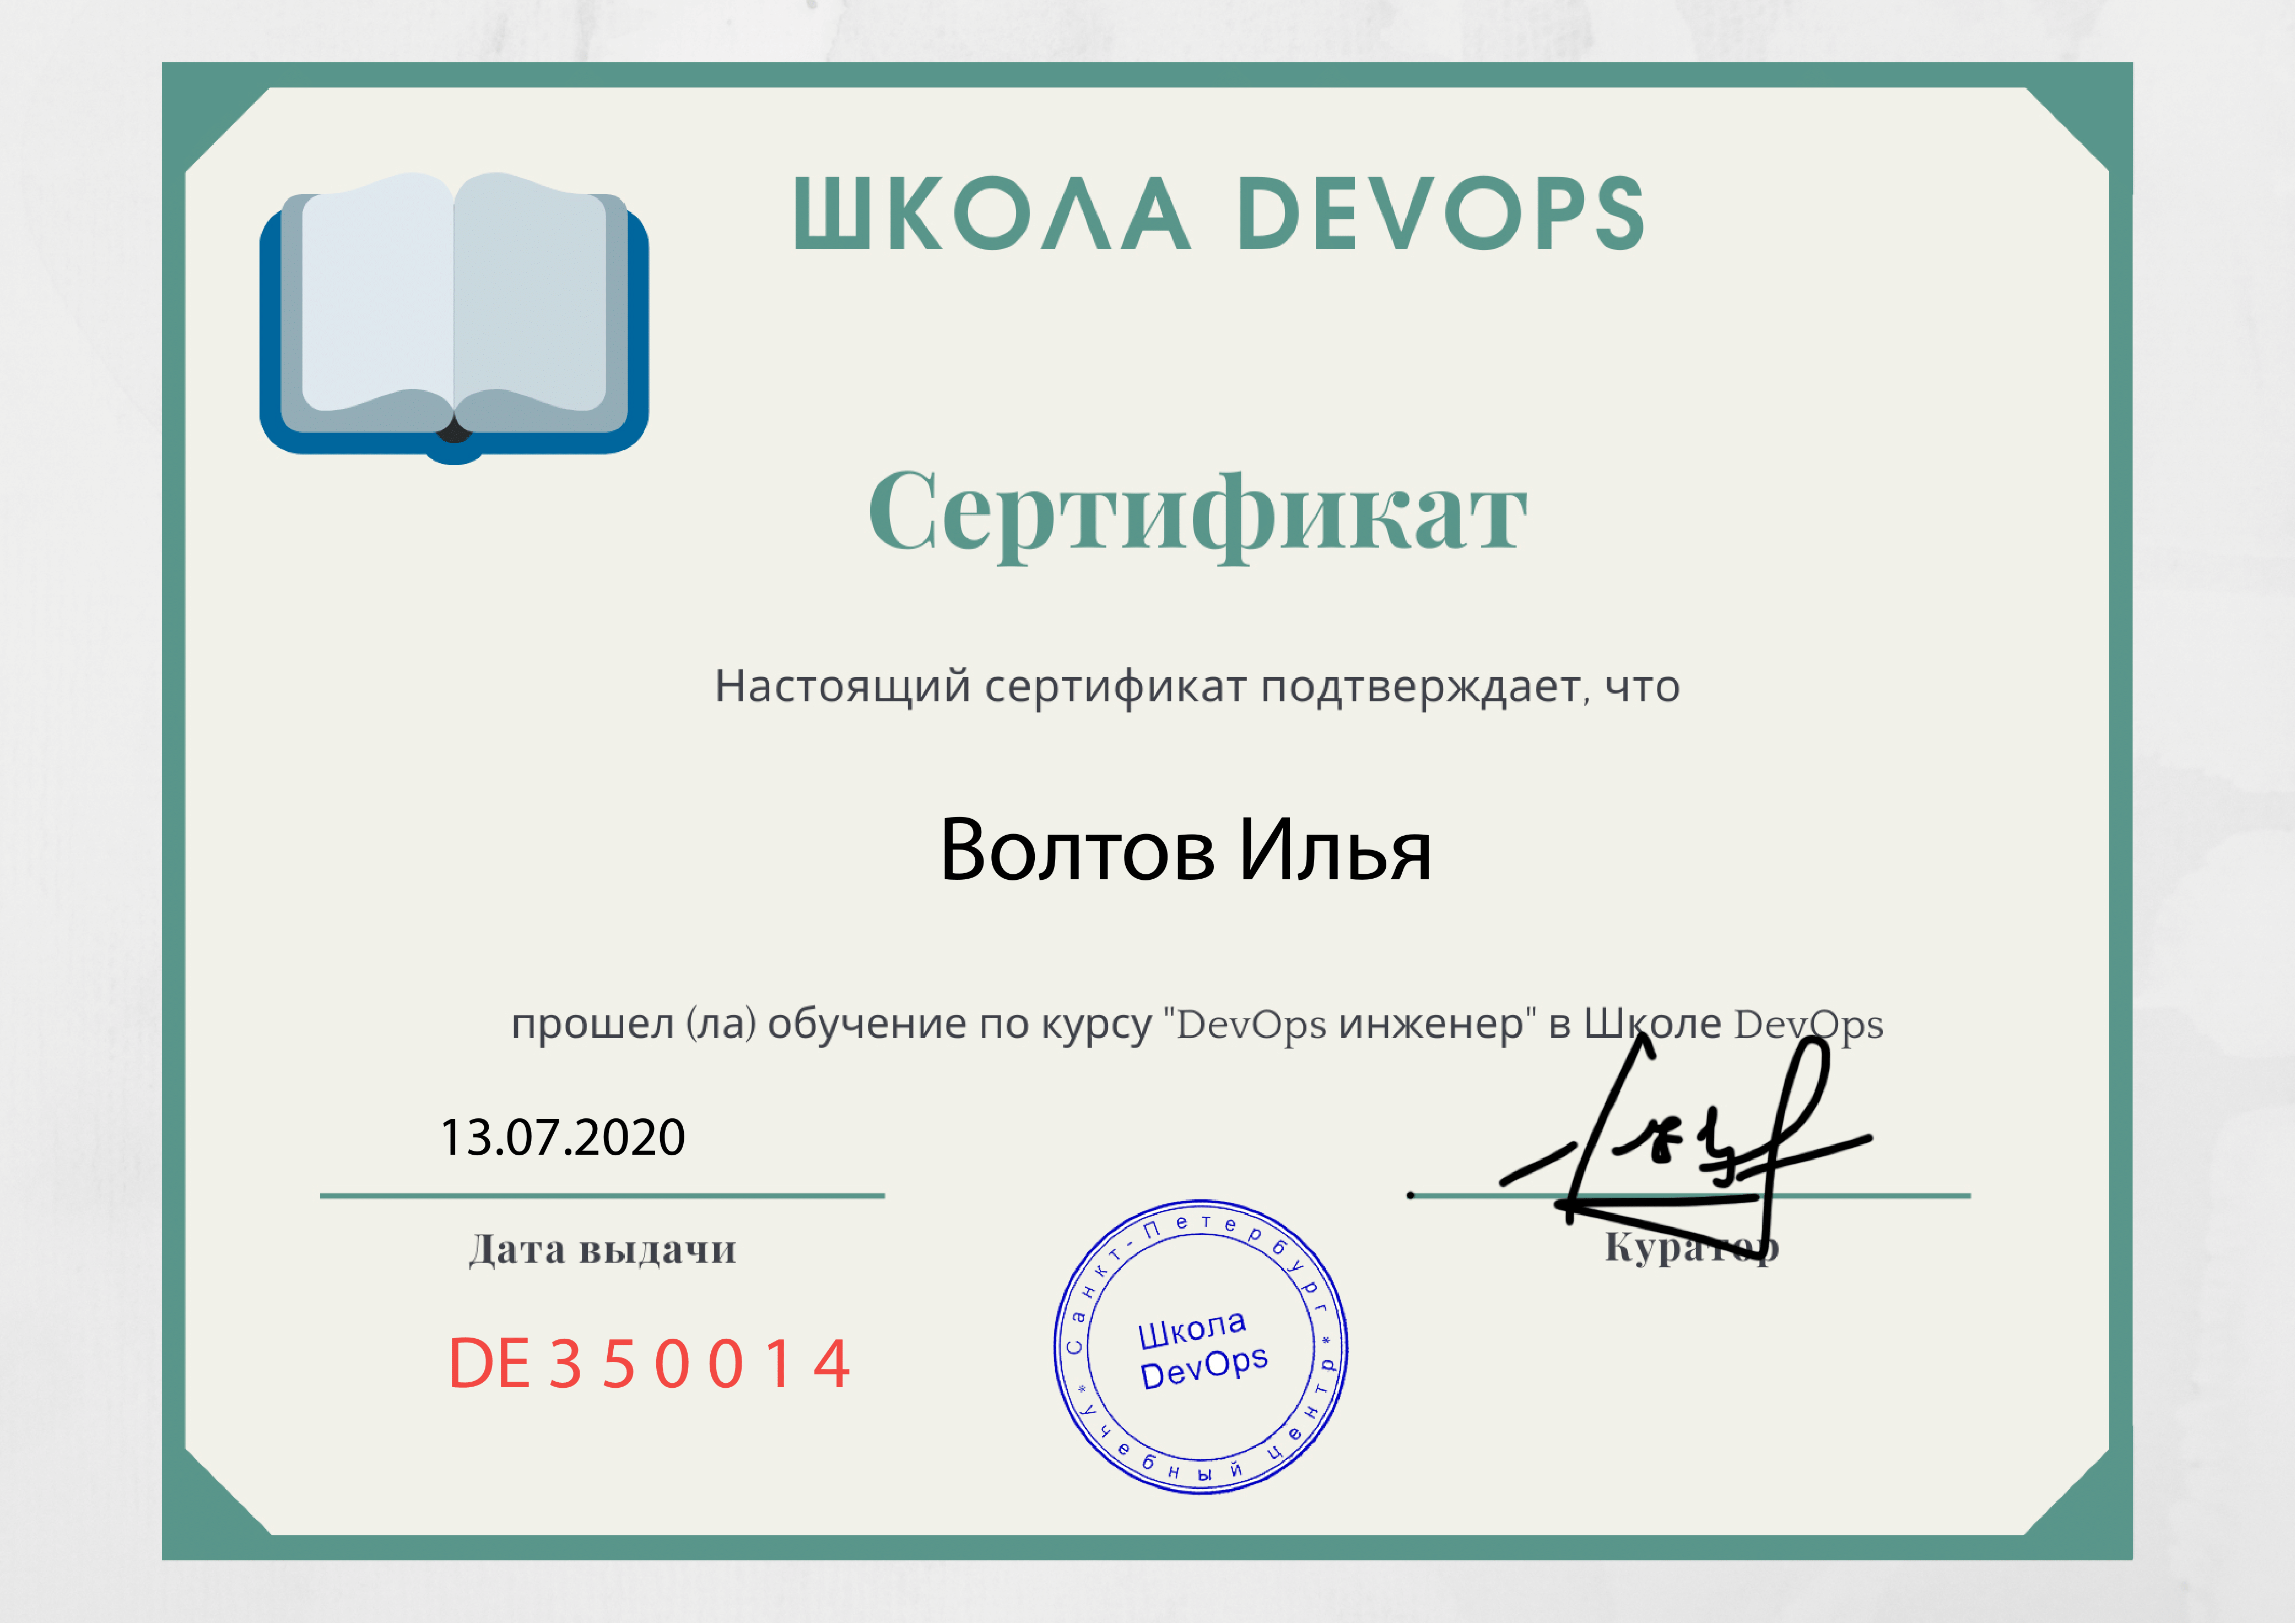 ШКОЛА DEVOPS
Сертификат
Настоящий сертификат подтверждает, что
Волтов Илья
прошел (ла) обучение по курсу "DevOps инженер" в Школе DevOps
13.07.2020
Дата выдачи
Куратор
DE 3 5 0 0 1 4
* Санкт-Петербург * учебный центр
Школа
DevOps